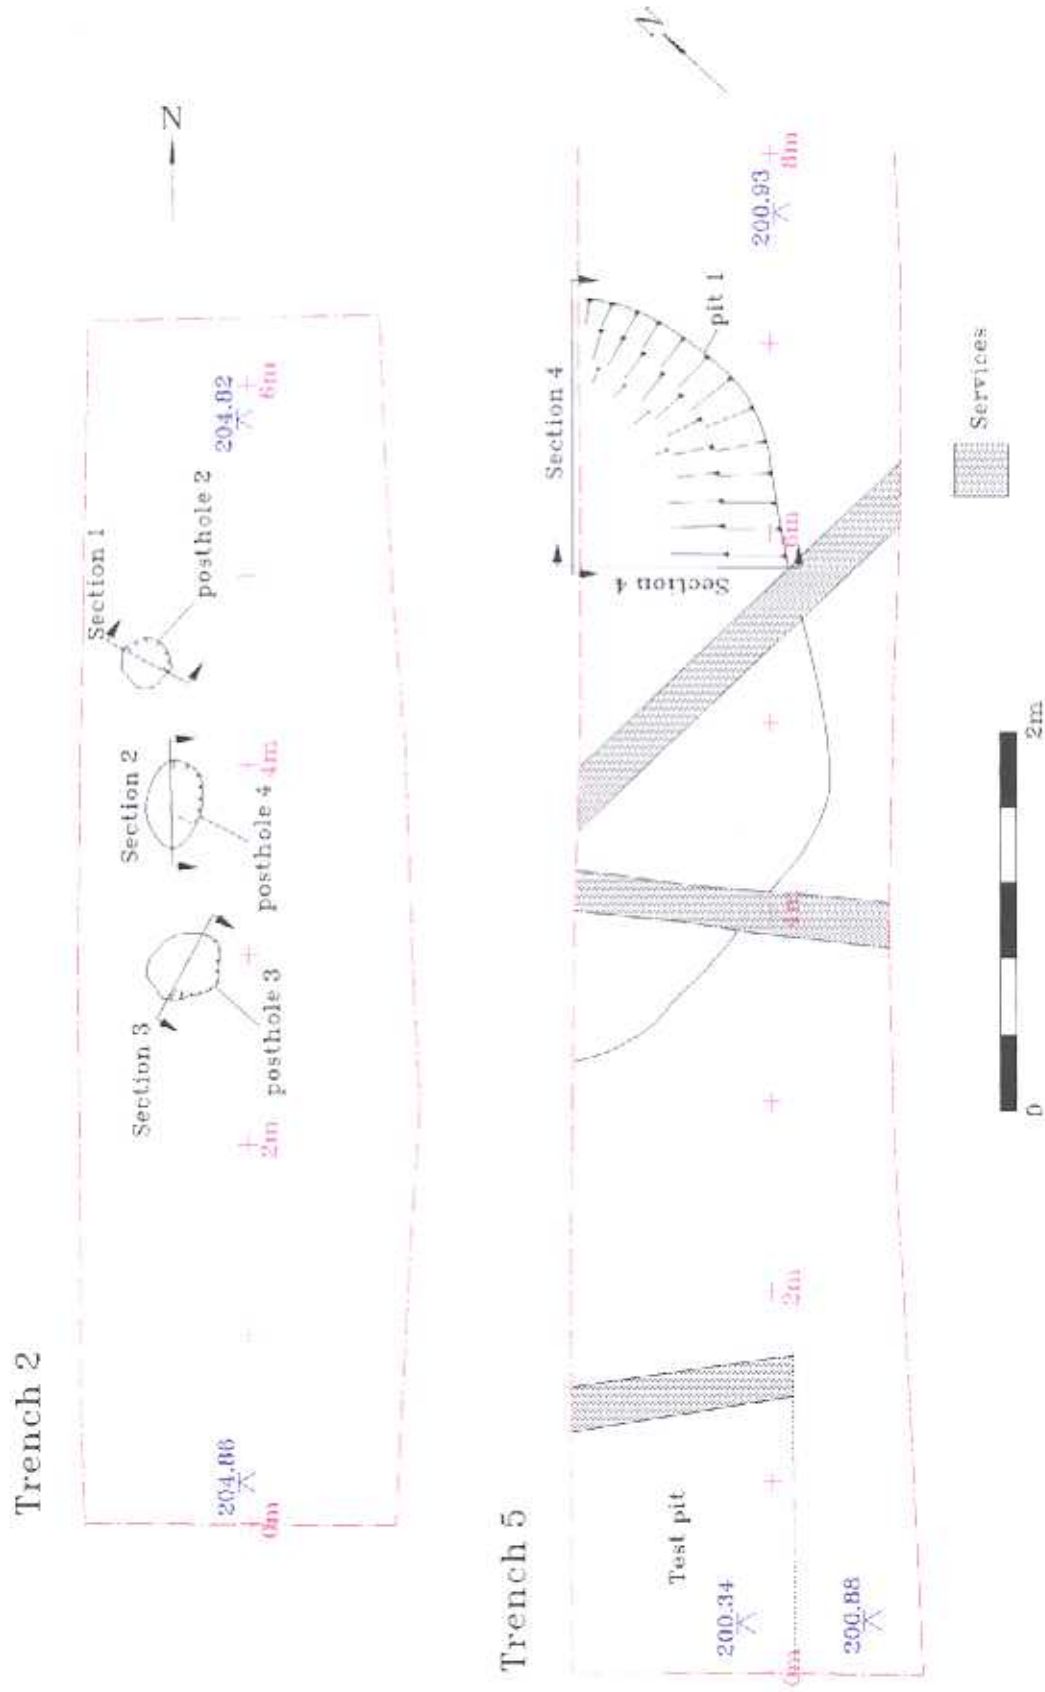 Trench 2
N
Section 1
posthole 2
204.82
6m
Section 2
posthole 4
4m
Section 3
posthole 3
2m
204.86
0m
Trench 5
N
8m
200.93
Section 4
pit 1
6m
Section 4
4m
2m
Test pit
200.34
200.88
0m
Services
0
2m